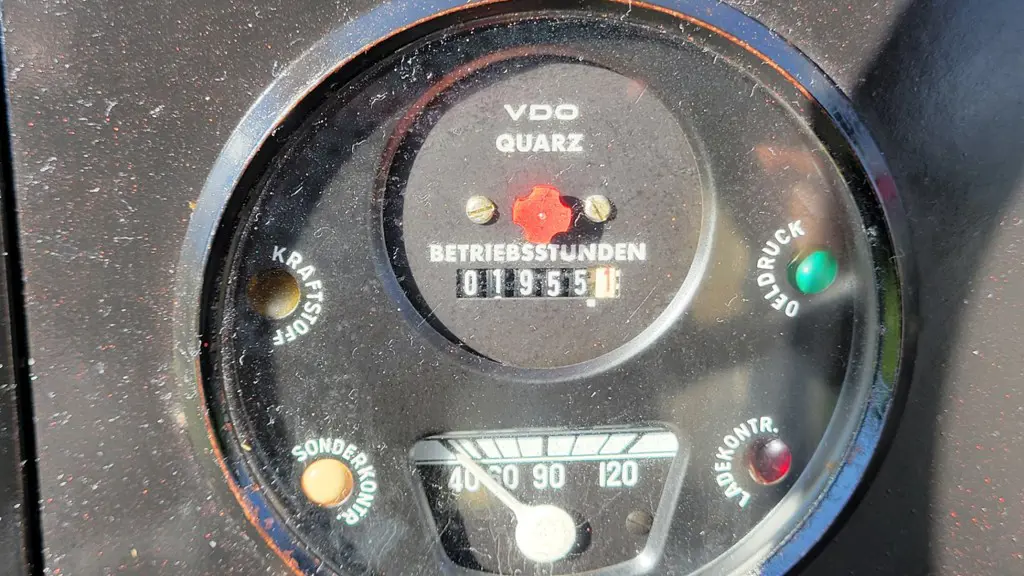 VDO
QUARZ
BETRIEBSSTUNDEN
019551
KRAFTSTOFF
OELDRUCK
SONDERKONTR.
LADEKONTR.
40 60 90 120